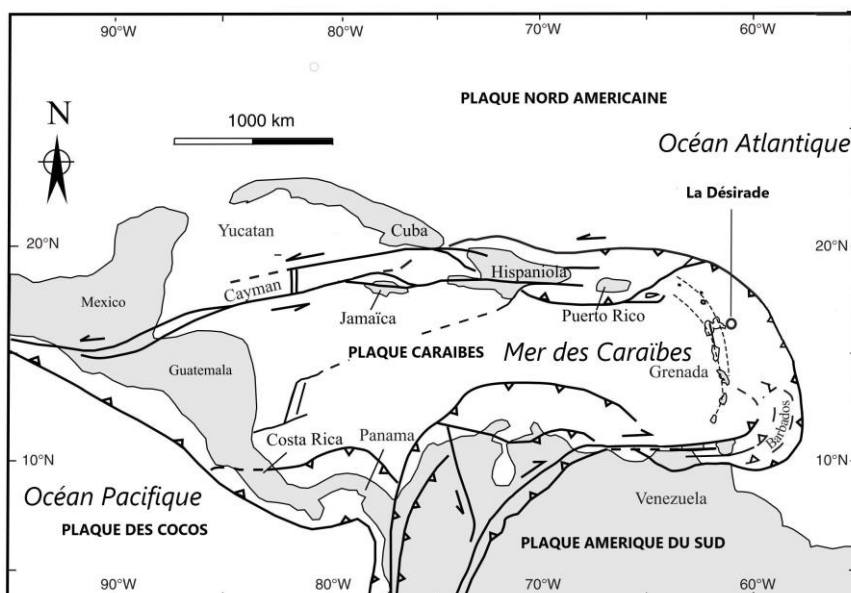 90°W 80°W 70°W 60°W
PLAQUE NORD AMERICAINE
N
1000 km
Océan Atlantique
La Désirade
Yucatan
Cuba
20°N 20°N
Hispaniola
Cayman
Mexico
Jamaïca
Puerto Rico
PLAQUE CARAIBES
Mer des Caraïbes
Guatemala
Grenada
Barbados
Costa Rica
Panama
10°N 10°N
Océan Pacifique
Venezuela
PLAQUE DES COCOS
PLAQUE AMERIQUE DU SUD
90°W 80°W 70°W 60°W